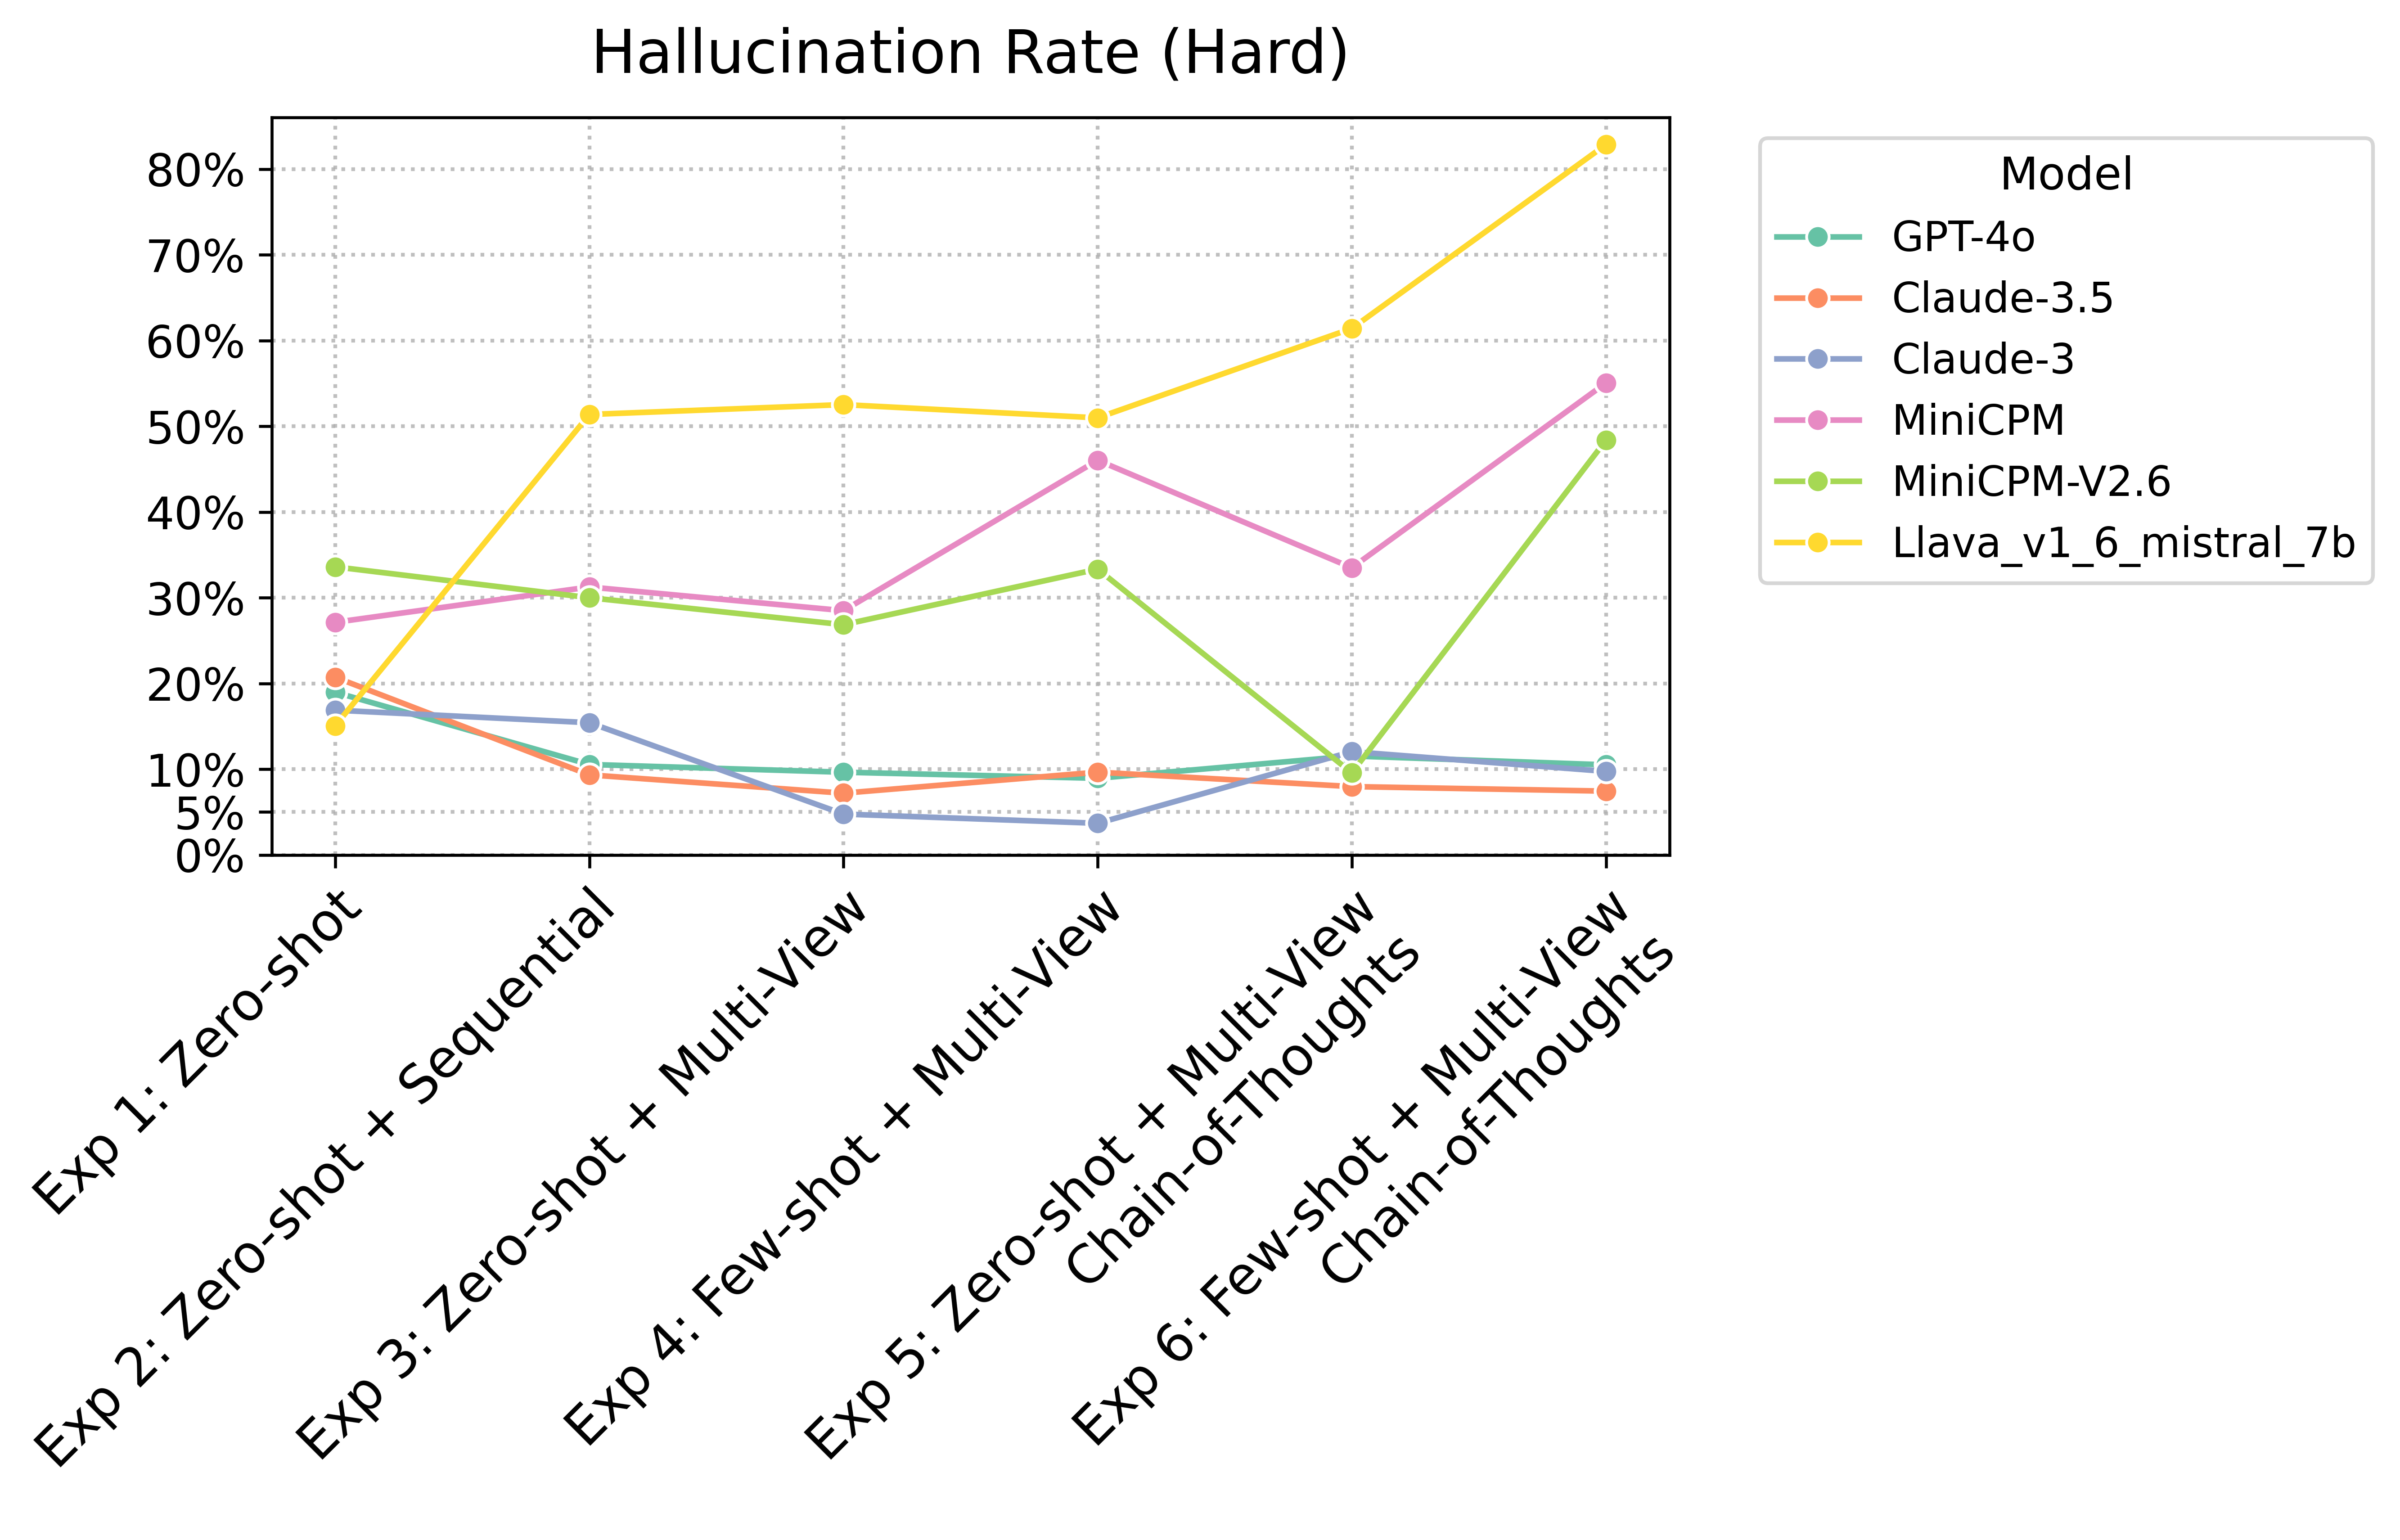 Hallucination Rate (Hard)
80%
70%
60%
50%
40%
30%
20%
10%
5%
0%
Exp 1: Zero-shot
Exp 2: Zero-shot + Sequential
Exp 3: Zero-shot + Multi-View
Exp 4: Few-shot + Multi-View
Exp 5: Zero-shot + Multi-View
Chain-of-Thoughts
Exp 6: Few-shot + Multi-View
Chain-of-Thoughts
Model
GPT-4o
Claude-3.5
Claude-3
MiniCPM
MiniCPM-V2.6
Llava_v1_6_mistral_7b